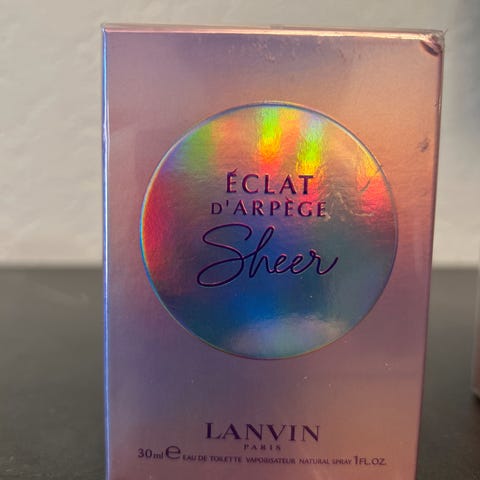 ÉCLAT
D'ARPÈGE
Sheer
LANVIN
PARIS
30ml ℮ EAU DE TOILETTE VAPORISATEUR NATURAL SPRAY 1FL.OZ.